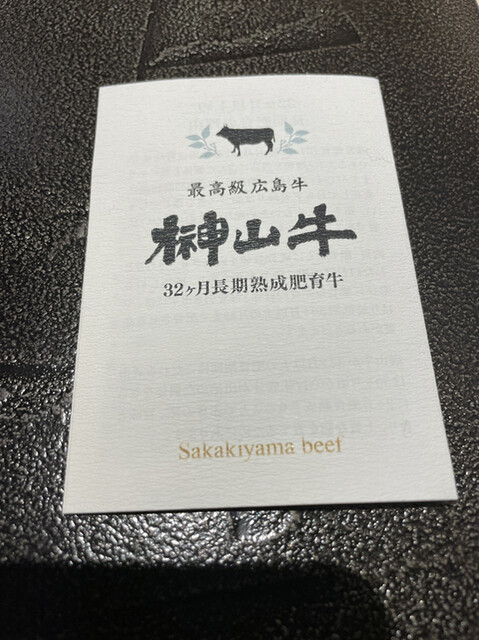 最高級広島牛
榊山牛
32ヶ月長期熟成肥育牛
Sakakiyama beef